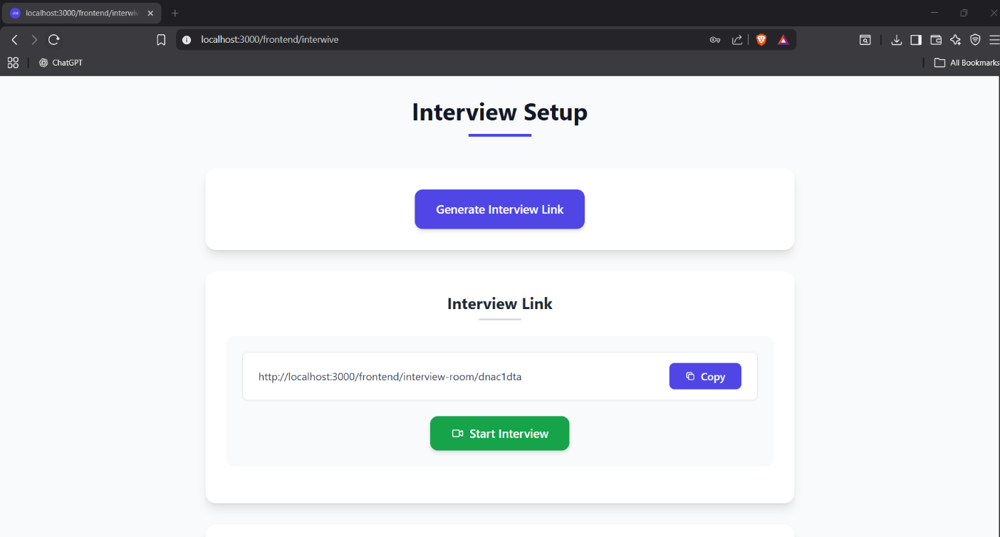 localhost:3000/frontend/interwiv
localhost:3000/frontend/interwive
ChatGPT
All Bookmarks
Interview Setup
Generate Interview Link
Interview Link
http://localhost:3000/frontend/interview-room/dnac1dta
Copy
Start Interview